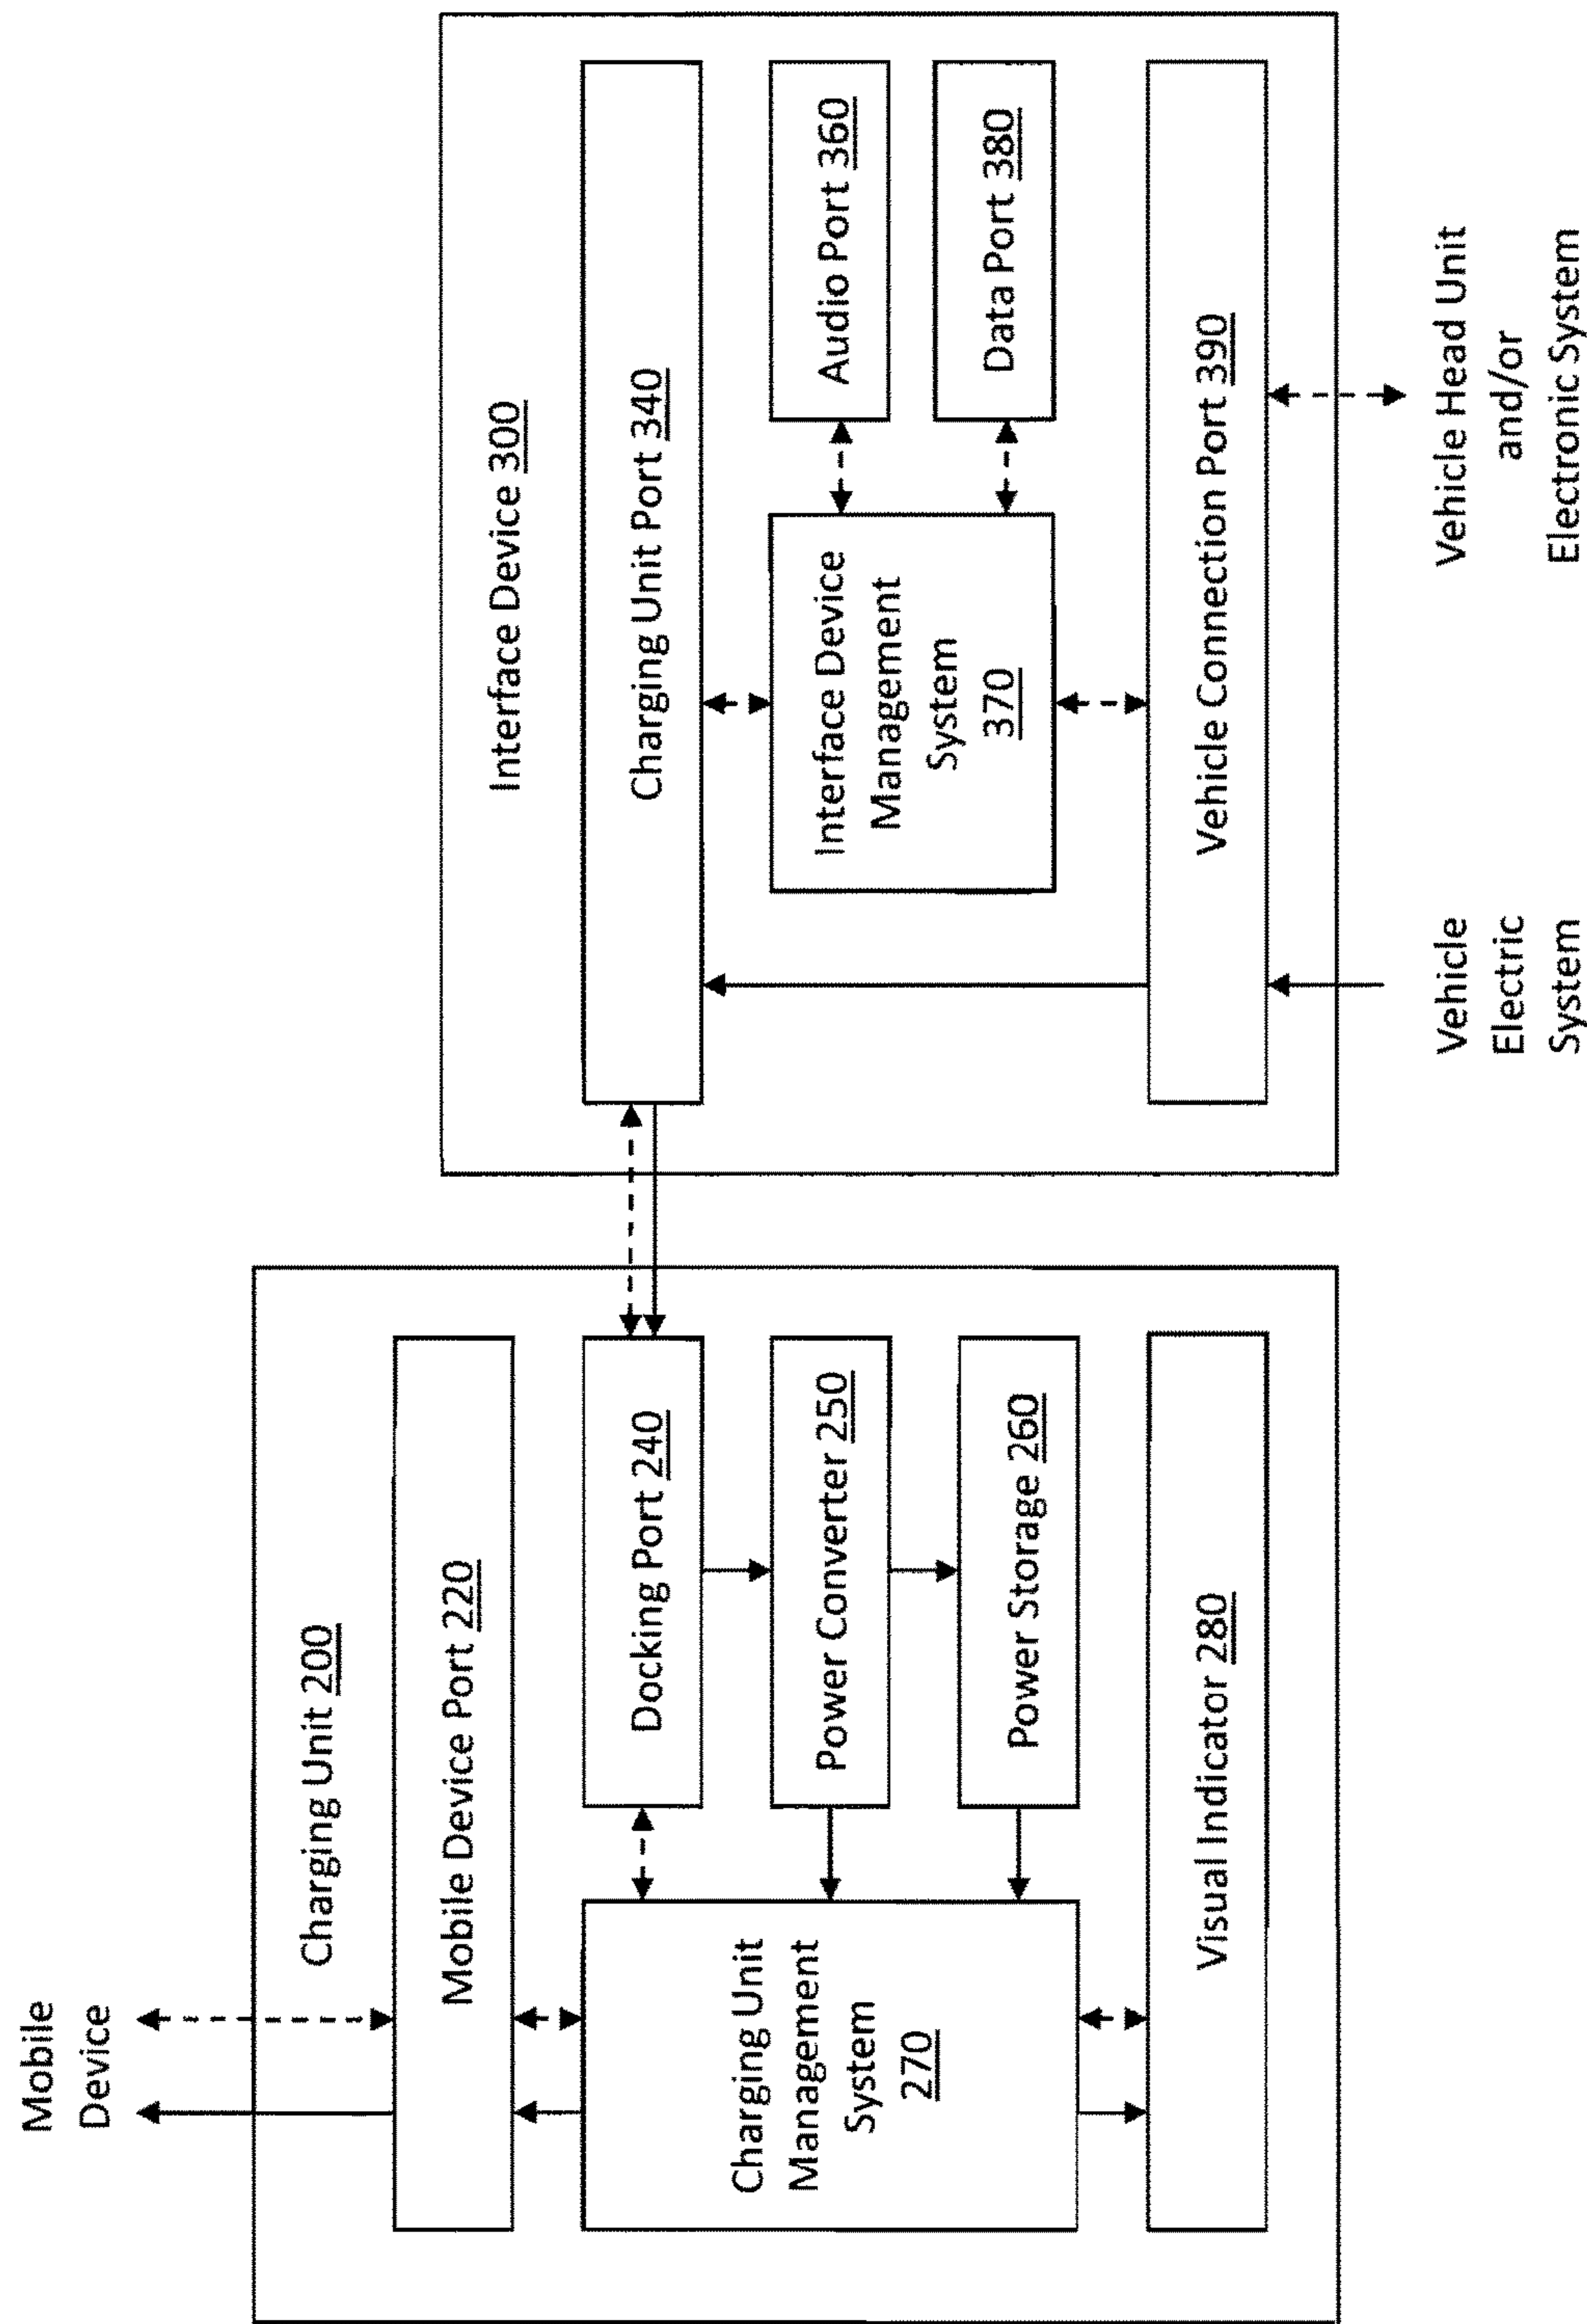 Mobile
Device
Charging Unit 200
Mobile Device Port 220
Charging Unit
Management
System
270
Docking Port 240
Power Converter 250
Power Storage 260
Visual Indicator 280
Interface Device 300
Charging Unit Port 340
Interface Device
Management
System
370
Audio Port 360
Data Port 380
Vehicle Connection Port 390
Vehicle
Electric
System
Vehicle Head Unit
and/or
Electronic System